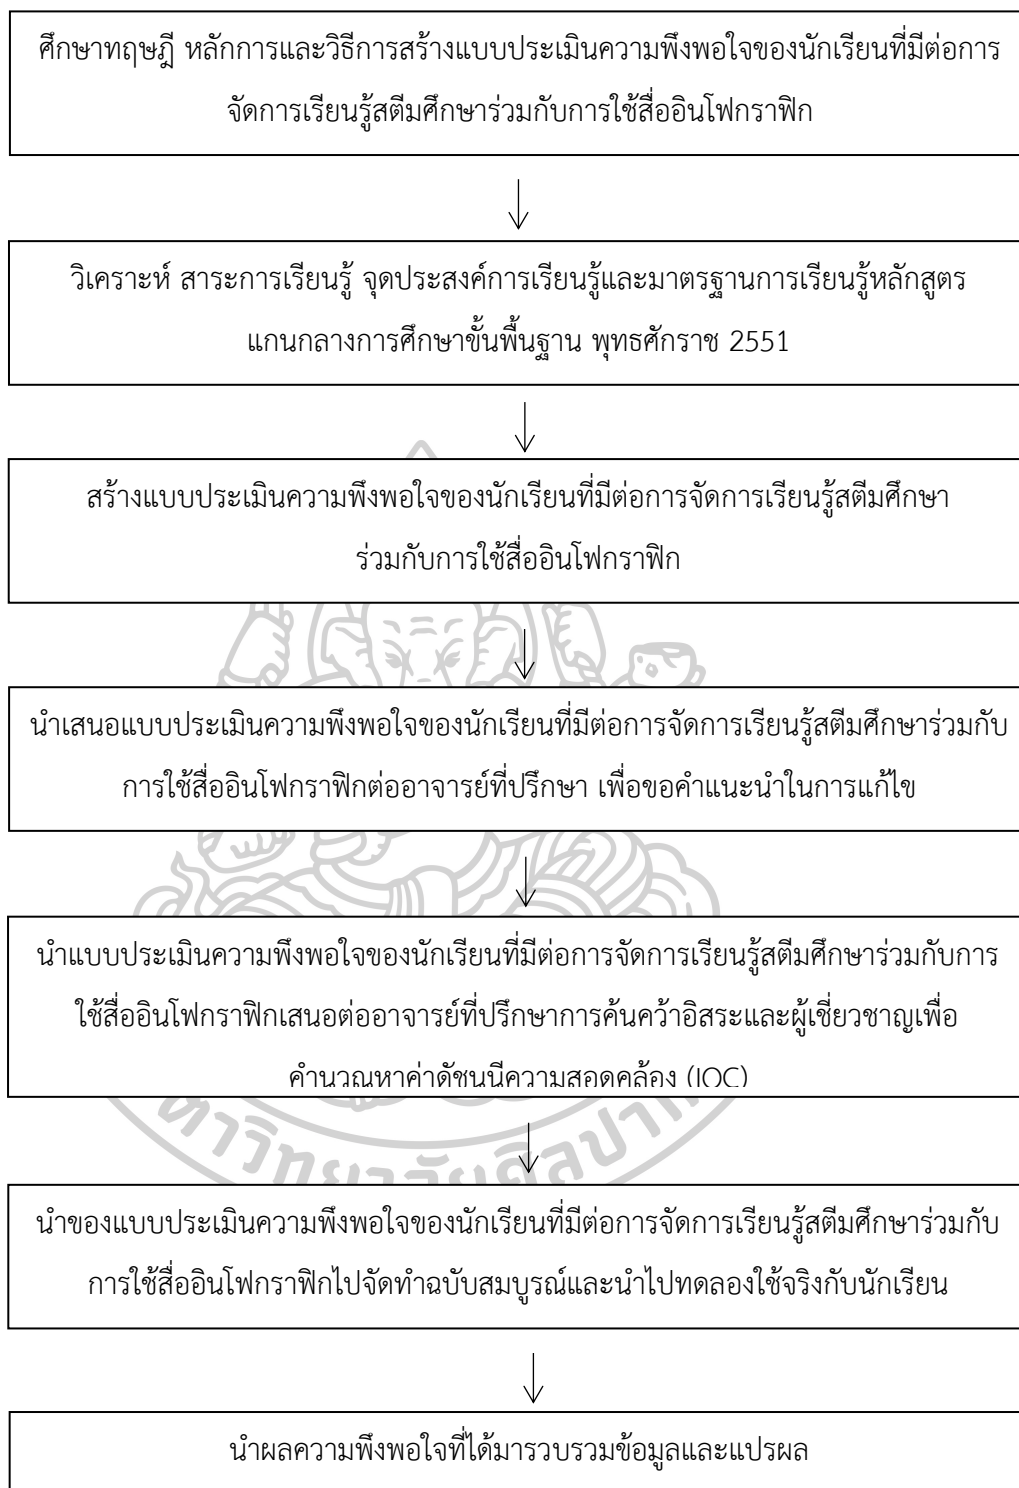 ศึกษาทฤษฎี หลักการและวิธีการสร้างแบบประเมินความพึงพอใจของนักเรียนที่มีต่อการ
จัดการเรียนรู้สตีมศึกษาร่วมกับการใช้สื่ออินโฟกราฟิก
วิเคราะห์ สาระการเรียนรู้ จุดประสงค์การเรียนรู้และมาตรฐานการเรียนรู้หลักสูตร
แกนกลางการศึกษาขั้นพื้นฐาน พุทธศักราช 2551
สร้างแบบประเมินความพึงพอใจของนักเรียนที่มีต่อการจัดการเรียนรู้สตีมศึกษา
ร่วมกับการใช้สื่ออินโฟกราฟิก
นำเสนอแบบประเมินความพึงพอใจของนักเรียนที่มีต่อการจัดการเรียนรู้สตีมศึกษาร่วมกับ
การใช้สื่ออินโฟกราฟิกต่ออาจารย์ที่ปรึกษา เพื่อขอคำแนะนำในการแก้ไข
นำแบบประเมินความพึงพอใจของนักเรียนที่มีต่อการจัดการเรียนรู้สตีมศึกษาร่วมกับการ
ใช้สื่ออินโฟกราฟิกเสนอต่ออาจารย์ที่ปรึกษาการค้นคว้าอิสระและผู้เชี่ยวชาญเพื่อ
คำนวณหาค่าดัชนนีความสอดคล้อง (IOC)
นำของแบบประเมินความพึงพอใจของนักเรียนที่มีต่อการจัดการเรียนรู้สตีมศึกษาร่วมกับ
การใช้สื่ออินโฟกราฟิกไปจัดทำฉบับสมบูรณ์และนำไปทดลองใช้จริงกับนักเรียน
นำผลความพึงพอใจที่ได้มารวบรวมข้อมูลและแปรผล